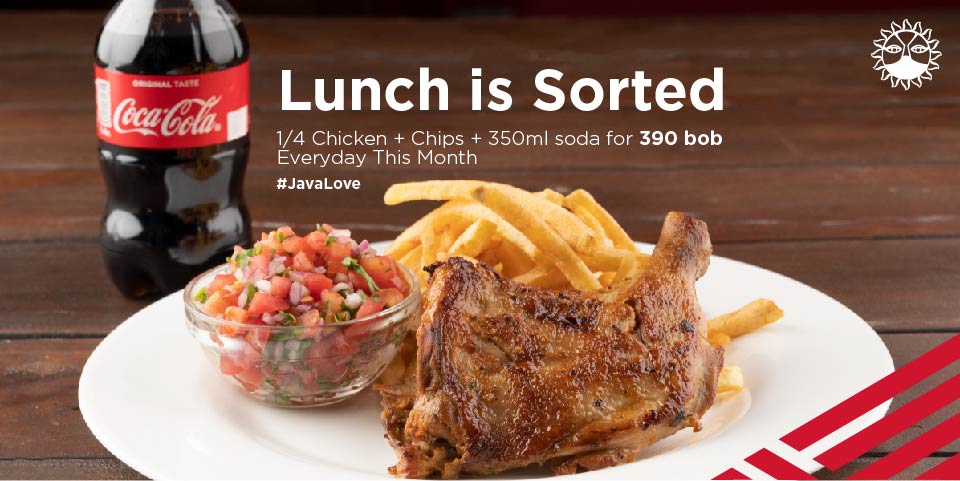 ORIGINAL TASTE
Coca-Cola
Lunch is Sorted
1/4 Chicken + Chips + 350ml soda for 390 bob
Everyday This Month
#JavaLove